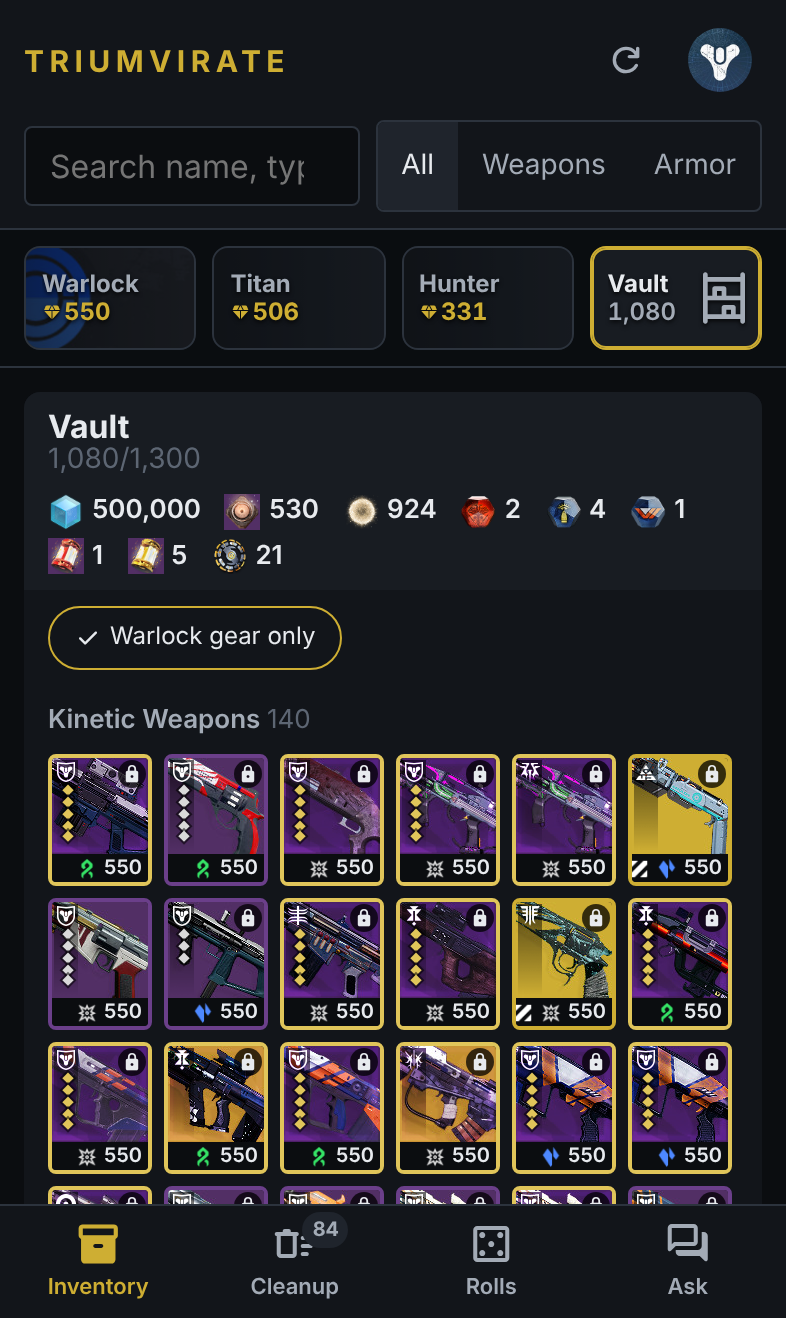 TRIUMVIRATE
Search name, typ
All Weapons Armor
Warlock Titan Hunter Vault
550 506 331 1,080
Vault
1,080/1,300
500,000 530 924 2 4 1
1 5 21
Warlock gear only
Kinetic Weapons 140
550 550 550 550 550 550
550 550 550 550 550 550
550 550 550 550 550 550
84
Inventory Cleanup Rolls Ask